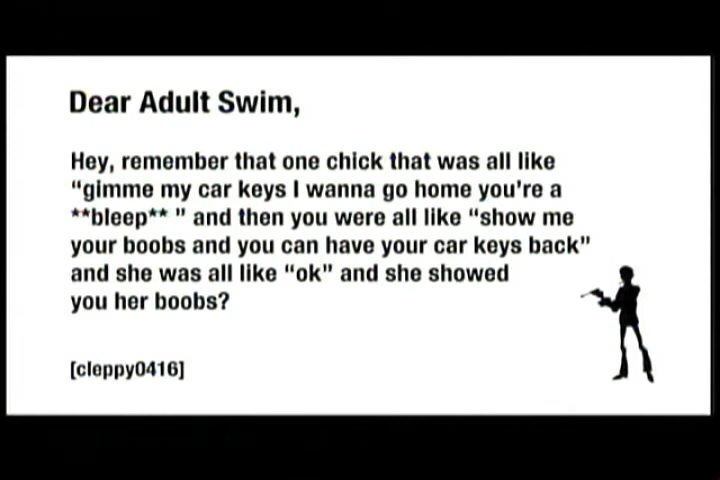 Dear Adult Swim,
Hey, remember that one chick that was all like
“gimme my car keys I wanna go home you’re a
**bleep** ” and then you were all like “show me
your boobs and you can have your car keys back”
and she was all like “ok” and she showed
you her boobs?
[cleppy0416]